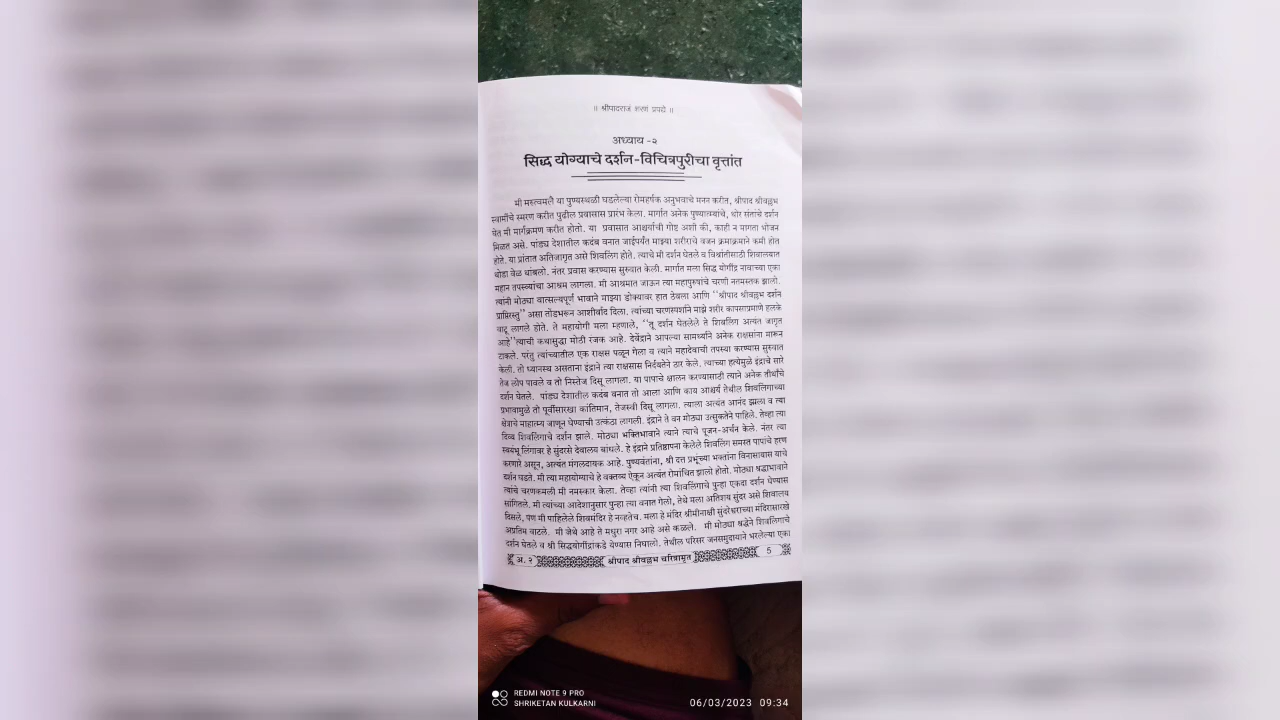 ॥ श्रीपादराजं शरणं प्रपद्ये ॥
अध्याय -२
सिद्ध योग्याचे दर्शन-विचित्रपुरीचा वृत्तांत
मी मरुत्वमलै या पुण्यस्थळी घडलेल्या रोमहर्षक अनुभवाचे मनन करीत, श्रीपाद श्रीवल्लभ
स्वामींचे स्मरण करीत पुढील प्रवासास प्रारंभ केला. मार्गात अनेक पुण्यात्म्यांचे, थोर संतांचे दर्शन
घेत मी मार्गक्रमण करीत होतो. या प्रवासात आश्चर्याची गोष्ट अशी की, काही न मागता भोजन
मिळत असे. पांड्य देशातील कदंब वनात जाईपर्यंत माझ्या शरीराचे वजन क्रमाक्रमाने कमी होत
होते. या प्रांतात अतिजागृत असे शिवलिंग होते. त्याचे मी दर्शन घेतले व विश्रांतीसाठी शिवालयात
थोडा वेळ थांबलो. नंतर प्रवास करण्यास सुरुवात केली. मार्गात मला सिद्ध योगींद्र नावाच्या एका
महान तपस्व्यांचा आश्रम लागला. मी आश्रमात जाऊन त्या महापुरुषांचे चरणी नतमस्तक झालो.
त्यांनी मोठ्या वात्सल्यपूर्ण भावाने माझ्या डोक्यावर हात ठेवला आणि ‘‘श्रीपाद श्रीवल्लभ दर्शन
प्राप्तिरस्तु’’ असा तोंडभरून आशीर्वाद दिला. त्यांच्या चरणस्पर्शाने माझे शरीर कापसाप्रमाणे हलके
वाटू लागले होते. ते महायोगी मला म्हणाले, ‘‘तू दर्शन घेतलेले ते शिवलिंग अत्यंत जागृत
आहे’’त्याची कथासुद्धा मोठी रंजक आहे. देवेंद्राने आपल्या सामर्थ्याने अनेक राक्षसांना मारून
टाकले. परंतु त्यांच्यातील एक राक्षस पळून गेला व त्याने महादेवाची तपस्या करण्यास सुरुवात
केली. तो ध्यानस्थ असताना इंद्राने त्या राक्षसास निर्दयतेने ठार केले. त्याच्या हत्येमुळे इंद्राचे सारे
तेज लोप पावले व तो निस्तेज दिसू लागला. या पापाचे क्षालन करण्यासाठी त्याने अनेक तीर्थांचे
दर्शन घेतले. पांड्य देशातील कदंब वनात तो आला आणि काय आश्चर्य तेथील शिवलिंगाच्या
प्रभावामुळे तो पूर्वीसारखा कांतिमान, तेजस्वी दिसू लागला. त्याला अत्यंत आनंद झाला व त्या
क्षेत्राचे माहात्म्य जाणून घेण्याची उत्कंठा लागली. इंद्राने ते वन मोठ्या उत्सुकतेने पाहिले. तेव्हा त्या
दिव्य शिवलिंगाचे दर्शन झाले. मोठ्या भक्तिभावाने त्याने त्याचे पूजन-अर्चन केले. नंतर त्या
स्वयंभू लिंगावर हे सुंदरसे देवालय बांधले. हे इंद्राने प्रतिष्ठापना केलेले शिवलिंग समस्त पापांचे हरण
करणारे असून, अत्यंत मंगलदायक आहे. पुण्यवंतांना, श्री दत्त प्रभूंच्या भक्तांना विनासायास याचे
दर्शन घडते. मी त्या महायोग्याचे हे वक्तव्य ऐकून अत्यंत रोमांचित झालो होतो. मोठ्या श्रद्धाभावाने
त्यांचे चरणकमली मी नमस्कार केला. तेव्हा त्यांनी त्या शिवलिंगाचे पुन्हा एकदा दर्शन घेण्यास
सांगितले. मी त्यांच्या आदेशानुसार पुन्हा त्या वनात गेलो, तेथे मला अतिशय सुंदर असे शिवालय
दिसले, पण मी पाहिलेले शिवमंदिर हे नव्हतेच. मला हे मंदिर श्रीमीनाक्षी सुंदरेश्वराच्या मंदिरासारखे
अप्रतिम वाटले. मी जेथे आहे ते मधुरा नगर आहे असे कळले. मी मोठ्या श्रद्धेने शिवलिंगाचे
दर्शन घेतले व श्री सिद्धयोगींद्रांकडे येण्यास निघालो. तेथील परिसर जनसमुदायाने भरलेल्या एका
अ. २ श्रीपाद श्रीवल्लभ चरित्रामृत 5
REDMI NOTE 9 PRO
SHRIKETAN KULKARNI
06/03/2023 09:34